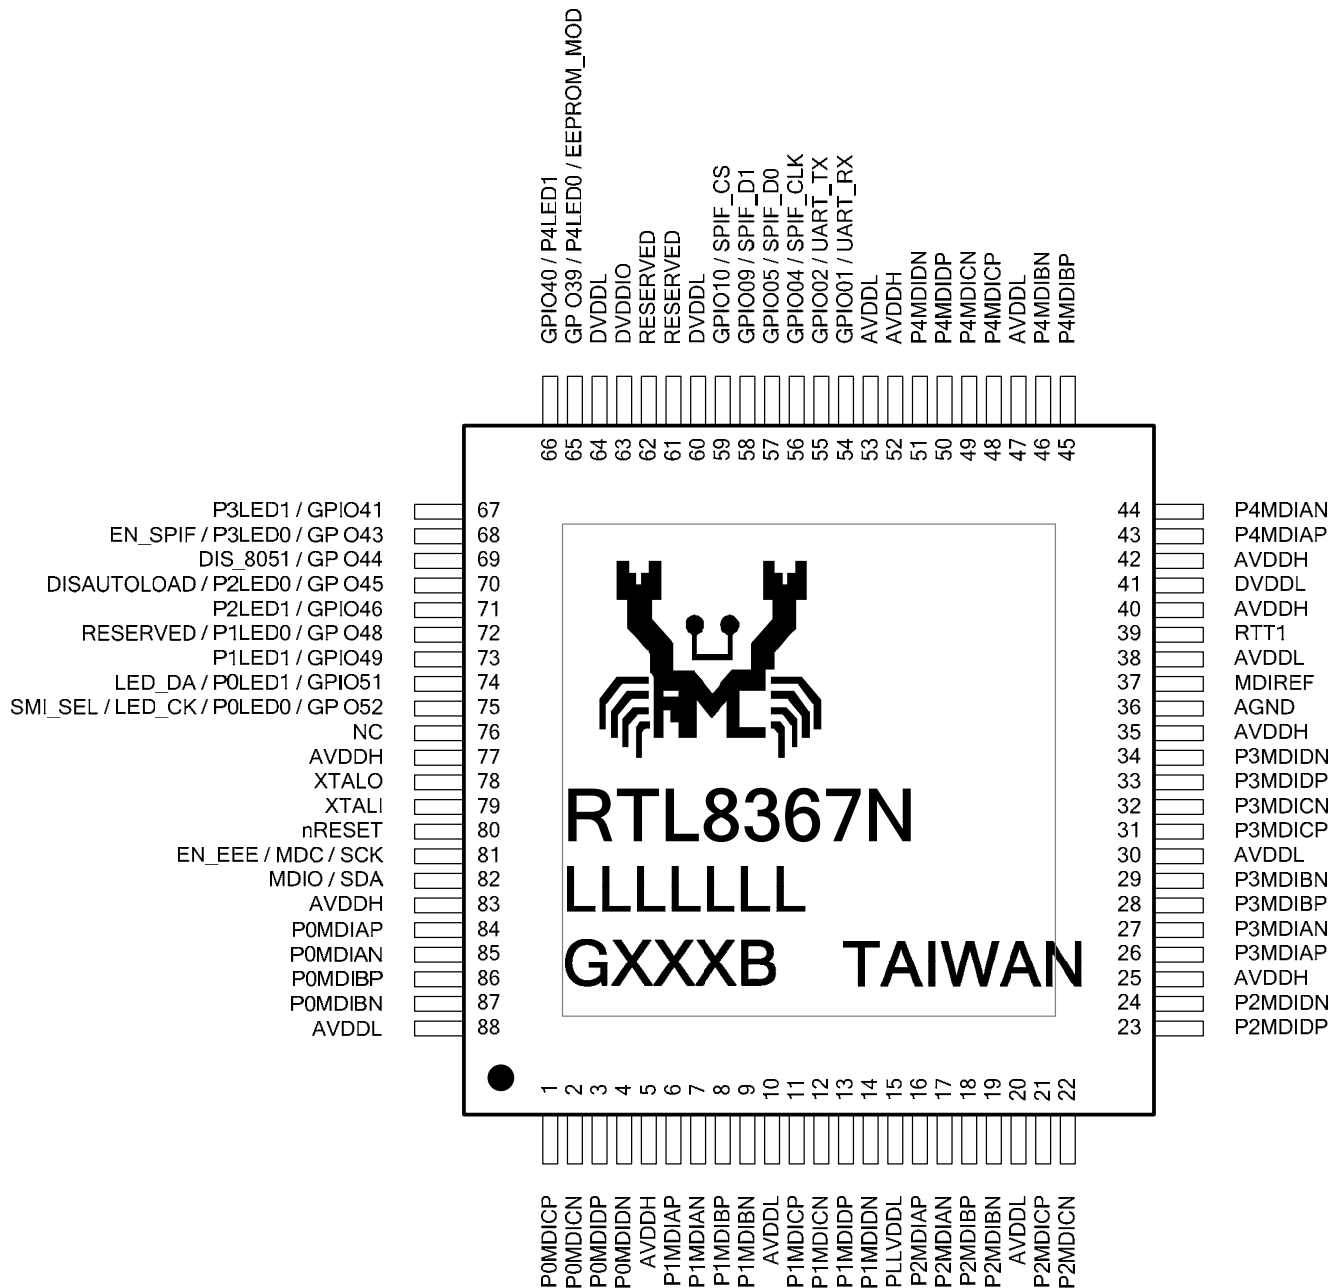 GPIO40 / P4LED1
GP O39 / P4LED0 / EEPROM_MOD
DVDDL
DVDDIO
RESERVED
RESERVED
DVDDL
GPIO10 / SPIF_CS
GPIO09 / SPIF_D1
GPIO05 / SPIF_D0
GPIO04 / SPIF_CLK
GPIO02 / UART_TX
GPIO01 / UART_RX
AVDDL
AVDDH
P4MDIDN
P4MDIDP
P4MDICN
P4MDICP
AVDDL
P4MDIBN
P4MDIBP
66 65 64 63 62 61 60 59 58 57 56 55 54 53 52 51 50 49 48 47 46 45
P3LED1 / GPIO41 67
EN_SPIF / P3LED0 / GP O43 68
DIS_8051 / GP O44 69
DISAUTOLOAD / P2LED0 / GP O45 70
P2LED1 / GPIO46 71
RESERVED / P1LED0 / GP O48 72
P1LED1 / GPIO49 73
LED_DA / P0LED1 / GPIO51 74
SMI_SEL / LED_CK / P0LED0 / GP O52 75
NC 76
AVDDH 77
XTALO 78
XTALI 79
nRESET 80
EN_EEE / MDC / SCK 81
MDIO / SDA 82
AVDDH 83
P0MDIAP 84
P0MDIAN 85
P0MDIBP 86
P0MDIBN 87
AVDDL 88
RTL8367N
LLLLLLL
GXXXB TAIWAN
44 P4MDIAN
43 P4MDIAP
42 AVDDH
41 DVDDL
40 AVDDH
39 RTT1
38 AVDDL
37 MDIREF
36 AGND
35 AVDDH
34 P3MDIDN
33 P3MDIDP
32 P3MDICN
31 P3MDICP
30 AVDDL
29 P3MDIBN
28 P3MDIBP
27 P3MDIAN
26 P3MDIAP
25 AVDDH
24 P2MDIDN
23 P2MDIDP
1 2 3 4 5 6 7 8 9 10 11 12 13 14 15 16 17 18 19 20 21 22
P0MDICP
P0MDICN
P0MDIDP
P0MDIDN
AVDDH
P1MDIAP
P1MDIAN
P1MDIBP
P1MDIBN
AVDDL
P1MDICP
P1MDICN
P1MDIDP
P1MDIDN
PLLVDDL
P2MDIAP
P2MDIAN
P2MDIBP
P2MDIBN
AVDDL
P2MDICP
P2MDICN